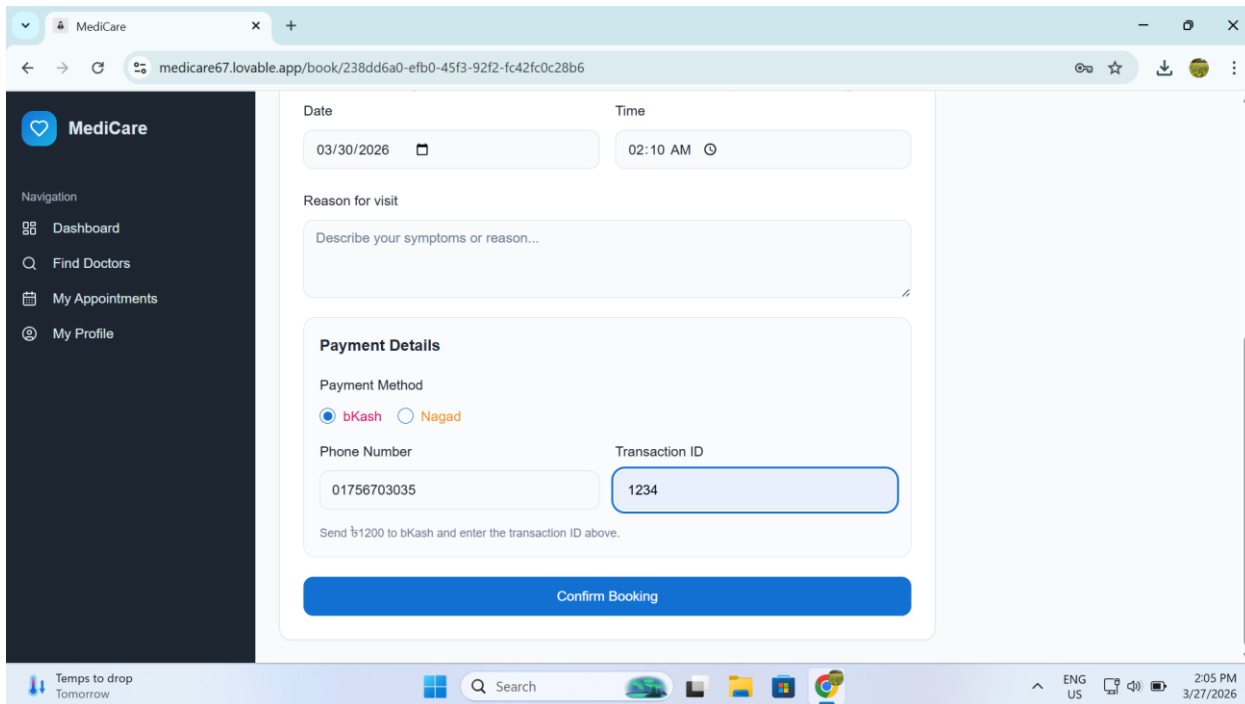 MediCare
medicare67.lovable.app/book/238dd6a0-efb0-45f3-92f2-fc42fc0c28b6
MediCare
Navigation
Dashboard
Find Doctors
My Appointments
My Profile
Date
Time
03/30/2026
02:10 AM
Reason for visit
Describe your symptoms or reason...
Payment Details
Payment Method
bKash
Nagad
Phone Number
Transaction ID
01756703035
1234
Send ৳1200 to bKash and enter the transaction ID above.
Confirm Booking
Temps to drop
Tomorrow
Search
ENG
US
2:05 PM
3/27/2026